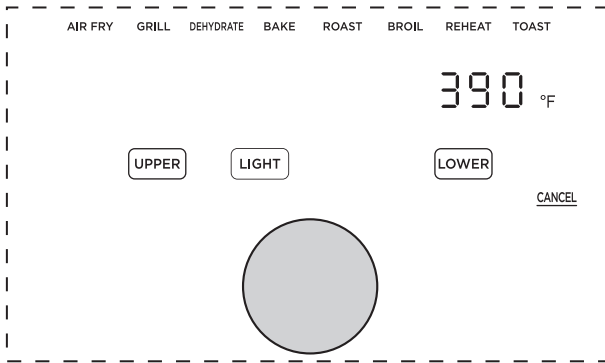 AIR FRY GRILL DEHYDRATE BAKE ROAST BROIL REHEAT TOAST
390 °F
UPPER LIGHT LOWER
CANCEL